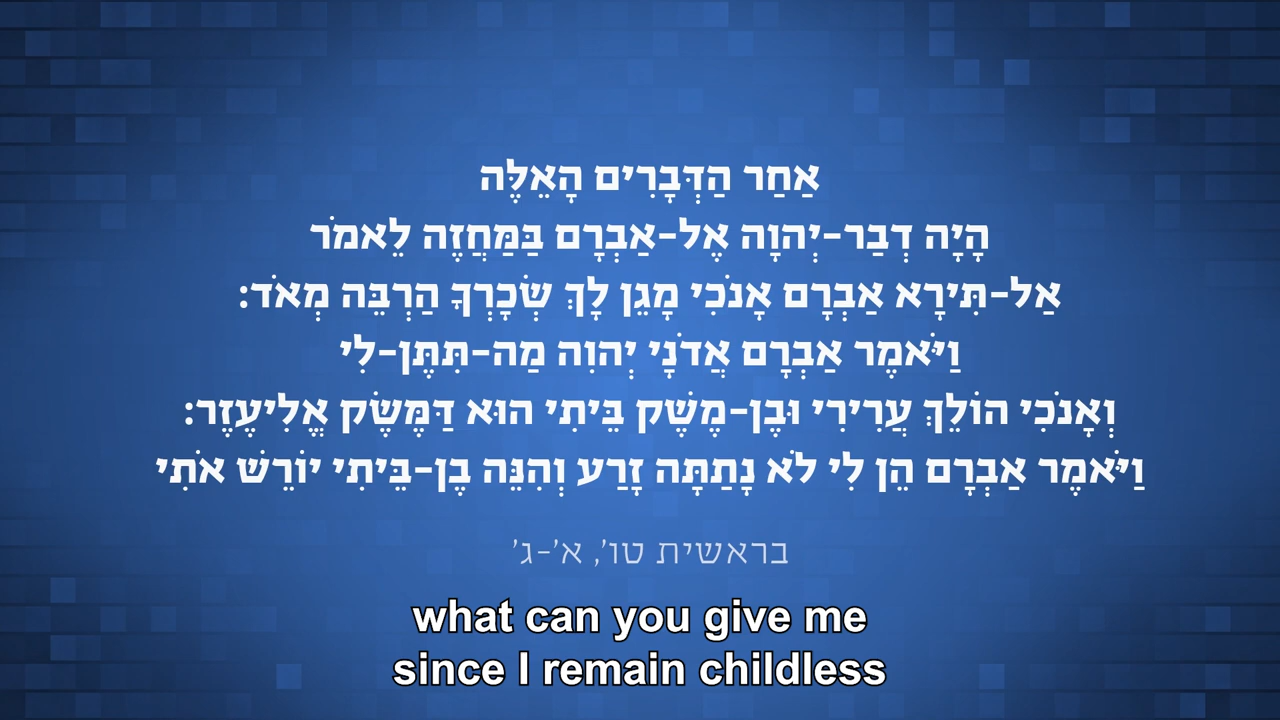 אַחַר הַדְּבָרִים הָאֵלֶּה
הָיָה דְבַר-יְהוָה אֶל-אַבְרָם בַּמַּחֲזֶה לֵאמֹר
אַל-תִּירָא אַבְרָם אָנֹכִי מָגֵן לָךְ שְׂכָרְךָ הַרְבֵּה מְאֹד:
וַיֹּאמֶר אַבְרָם אֲדֹנָי יְהוִה מַה-תִּתֶּן-לִי
וְאָנֹכִי הוֹלֵךְ עֲרִירִי וּבֶן-מֶשֶׁק בֵּיתִי הוּא דַּמֶּשֶׂק אֱלִיעֶזֶר:
וַיֹּאמֶר אַבְרָם הֵן לִי לֹא נָתַתָּה זָרַע וְהִנֵּה בֶן-בֵּיתִי יוֹרֵשׁ אֹתִי
בראשית טו', א'-ג'
what can you give me
since I remain childless